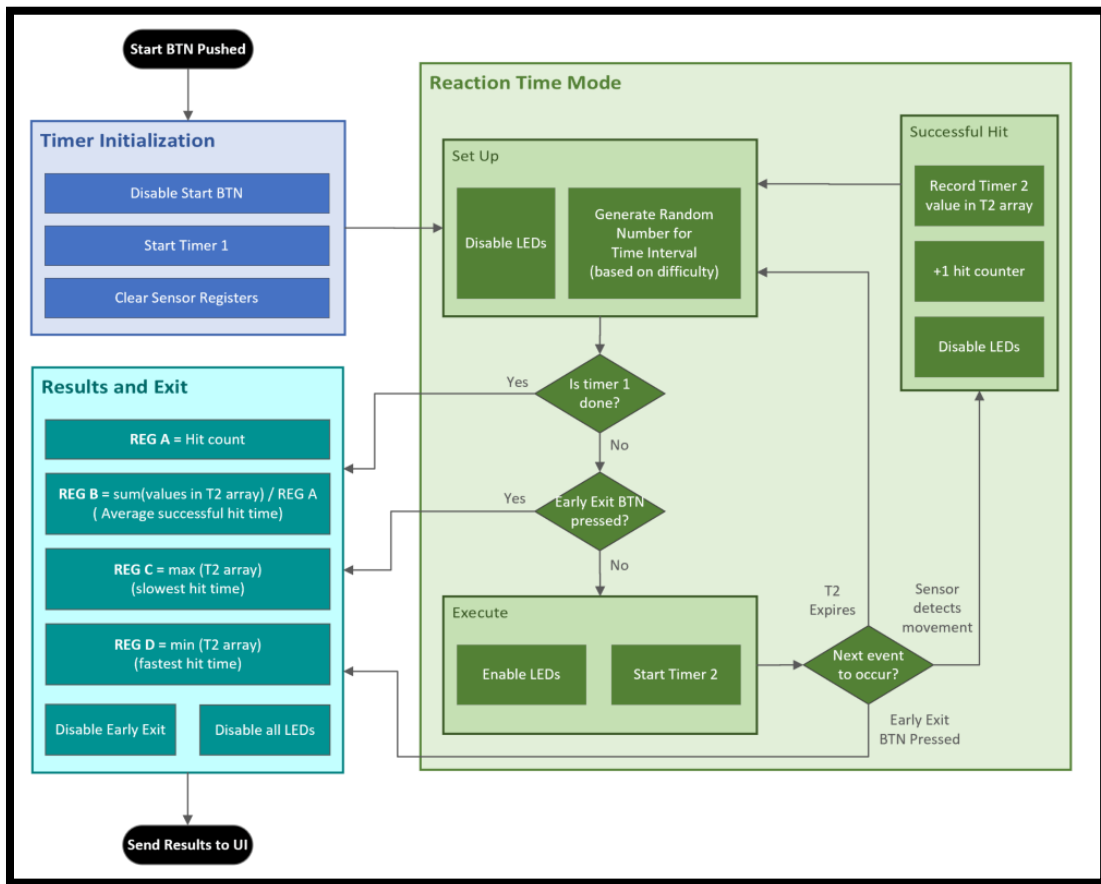 Start BTN Pushed
Timer Initialization
Disable Start BTN
Start Timer 1
Clear Sensor Registers
Reaction Time Mode
Set Up
Disable LEDs
Generate Random
Number for
Time Interval
(based on difficulty)
Successful Hit
Record Timer 2
value in T2 array
+1 hit counter
Disable LEDs
Is timer 1
done?
Yes
No
Early Exit BTN
pressed?
Yes
No
Execute
Enable LEDs
Start Timer 2
Next event
to occur?
T2
Expires
Sensor
detects
movement
Early Exit
BTN Pressed
Results and Exit
REG A = Hit count
REG B = sum(values in T2 array) / REG A
( Average successful hit time)
REG C = max (T2 array)
(slowest hit time)
REG D = min (T2 array)
(fastest hit time)
Disable Early Exit
Disable all LEDs
Send Results to UI